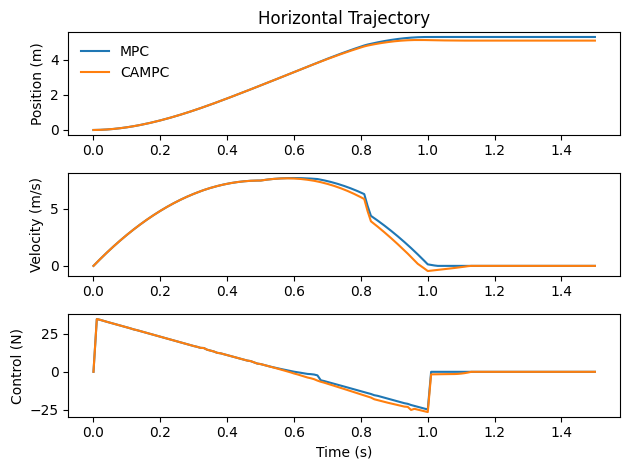 Horizontal Trajectory
Position (m)
4
2
0
MPC
CAMPC
0.0 0.2 0.4 0.6 0.8 1.0 1.2 1.4
Velocity (m/s)
5
0
0.0 0.2 0.4 0.6 0.8 1.0 1.2 1.4
Control (N)
25
0
−25
0.0 0.2 0.4 0.6 0.8 1.0 1.2 1.4
Time (s)